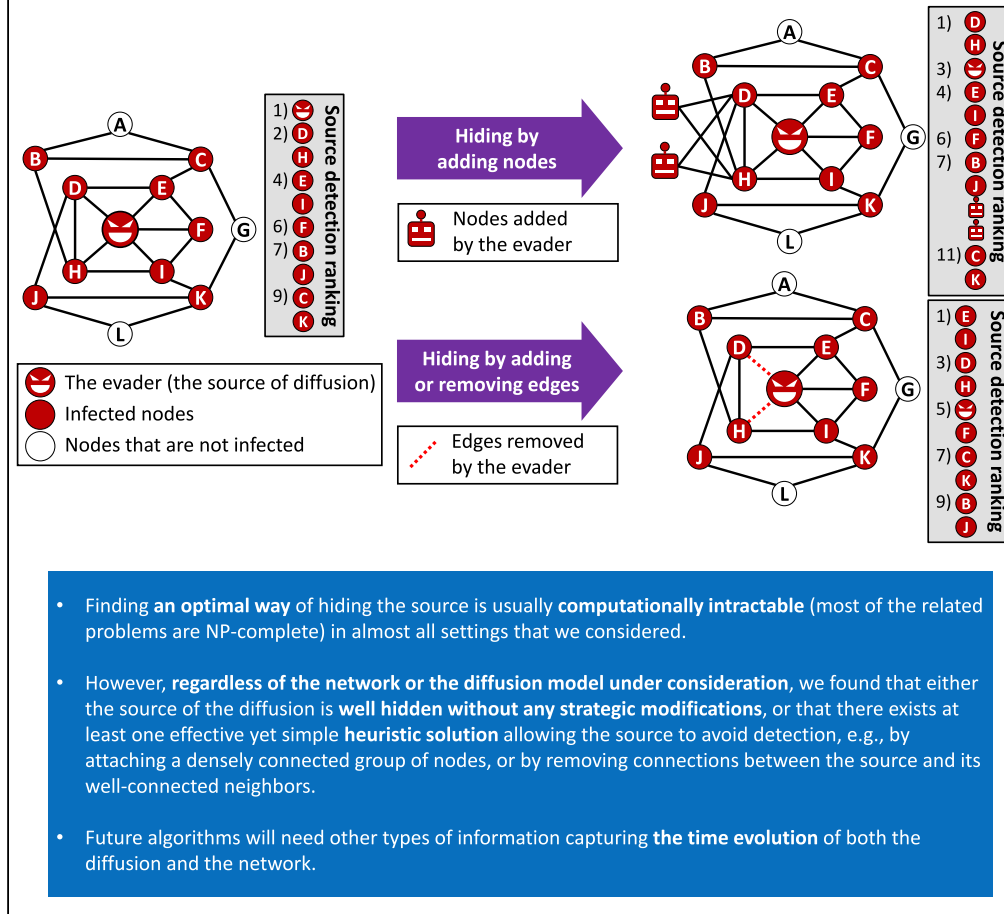 A
B
C
D
E
F
G
H
I
J
K
L
1)
2) D
H
4) E
I
6) F
7) B
J
9) C
K
Source detection ranking
The evader (the source of diffusion)
Infected nodes
Nodes that are not infected
Hiding by
adding nodes
Nodes added
by the evader
A
B
C
D
E
F
G
H
I
J
K
L
1) D
H
3)
4) E
I
6) F
7) B
J
11) C
K
Source detection ranking
Hiding by adding
or removing edges
Edges removed
by the evader
A
B
C
D
E
F
G
H
I
J
K
L
1) E
I
3) D
H
5)
F
7) C
K
9) B
J
Source detection ranking
• Finding an optimal way of hiding the source is usually computationally intractable (most of the related
problems are NP-complete) in almost all settings that we considered.
• However, regardless of the network or the diffusion model under consideration, we found that either
the source of the diffusion is well hidden without any strategic modifications, or that there exists at
least one effective yet simple heuristic solution allowing the source to avoid detection, e.g., by
attaching a densely connected group of nodes, or by removing connections between the source and its
well-connected neighbors.
• Future algorithms will need other types of information capturing the time evolution of both the
diffusion and the network.